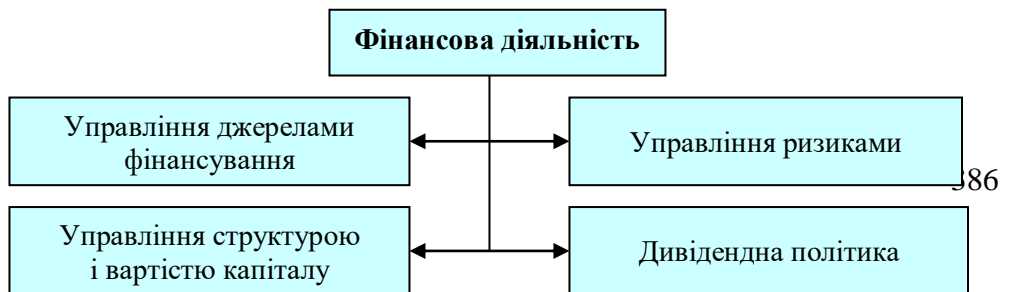 Фінансова діяльність
Управління джерелами
фінансування
Управління ризиками
Управління структурою
і вартістю капіталу
Дивідендна політика